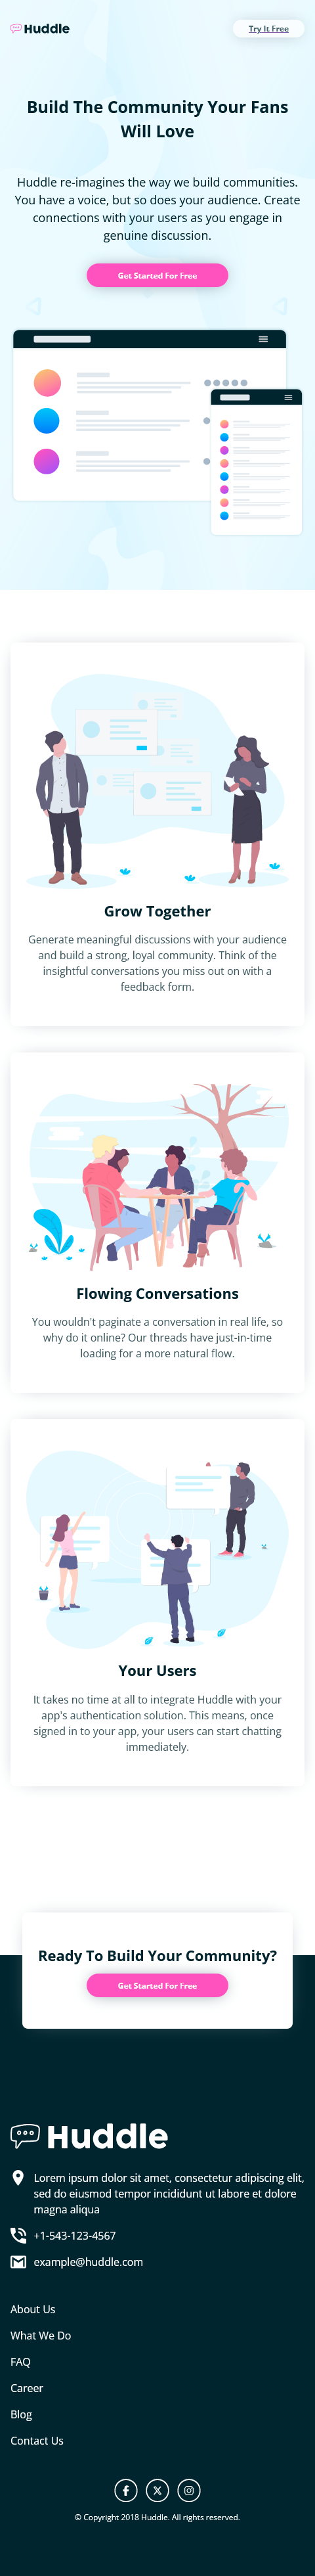 Huddle
Try It Free
Build The Community Your Fans
Will Love
Huddle re-imagines the way we build communities.
You have a voice, but so does your audience. Create
connections with your users as you engage in
genuine discussion.
Get Started For Free
Grow Together
Generate meaningful discussions with your audience
and build a strong, loyal community. Think of the
insightful conversations you miss out on with a
feedback form.
Flowing Conversations
You wouldn't paginate a conversation in real life, so
why do it online? Our threads have just-in-time
loading for a more natural flow.
Your Users
It takes no time at all to integrate Huddle with your
app's authentication solution. This means, once
signed in to your app, your users can start chatting
immediately.
Ready To Build Your Community?
Get Started For Free
Huddle
Lorem ipsum dolor sit amet, consectetur adipiscing elit,
sed do eiusmod tempor incididunt ut labore et dolore
magna aliqua
+1-543-123-4567
example@huddle.com
About Us
What We Do
FAQ
Career
Blog
Contact Us
© Copyright 2018 Huddle. All rights reserved.